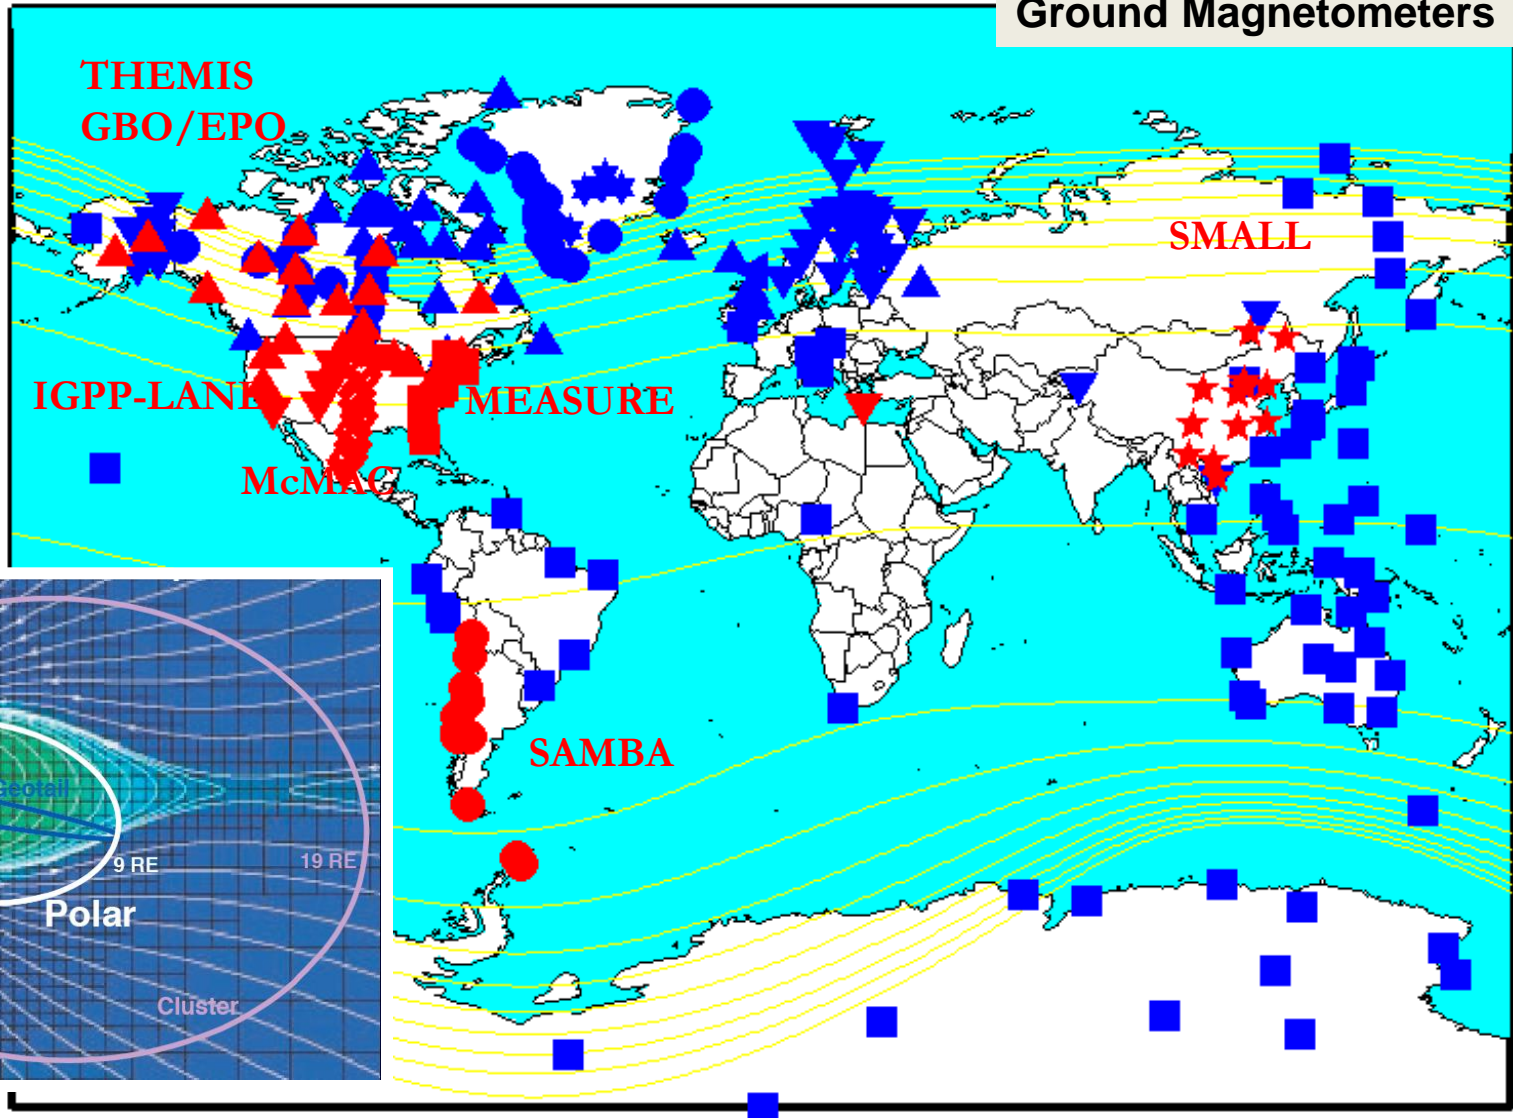 Ground Magnetometers
THEMIS
GBO/EPO
SMALL
IGPP-LANL
MEASURE
McMAC
SAMBA
Geotail
9 RE
19 RE
Polar
Cluster